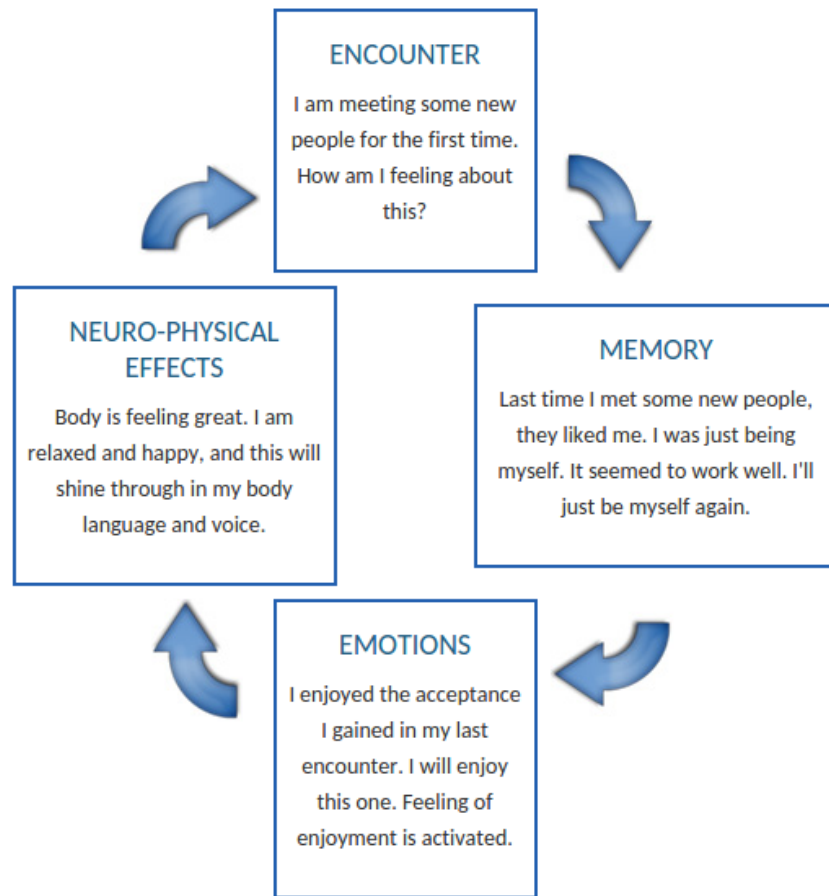 ENCOUNTER
I am meeting some new
people for the first time.
How am I feeling about
this?
MEMORY
Last time I met some new people,
they liked me. I was just being
myself. It seemed to work well. I'll
just be myself again.
EMOTIONS
I enjoyed the acceptance
I gained in my last
encounter. I will enjoy
this one. Feeling of
enjoyment is activated.
NEURO-PHYSICAL
EFFECTS
Body is feeling great. I am
relaxed and happy, and this will
shine through in my body
language and voice.